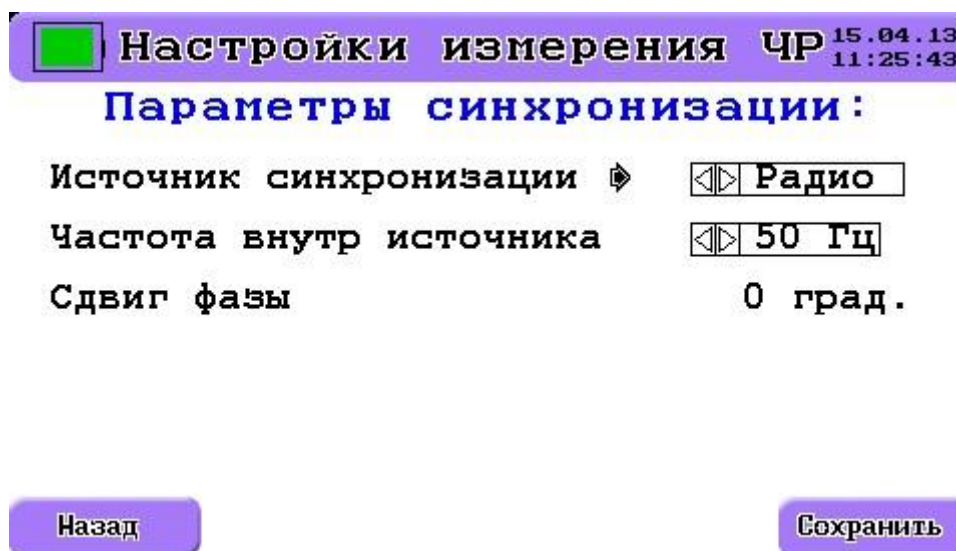 Настройки измерения ЧР 15.04.13
11:25:43
Параметры синхронизации:
Источник синхронизации Радио
Частота внутр источника 50 Гц
Сдвиг фазы 0 град.
Назад Сохранить